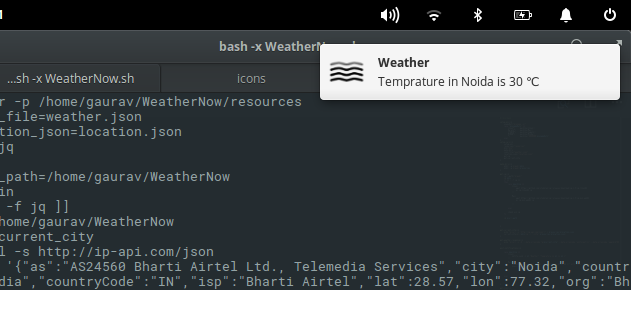 bash -x WeatherNow.sh
...sh -x WeatherNow.sh
icons
Weather
Temprature in Noida is 30 °C
r -p /home/gaurav/WeatherNow/resources
_file=weather.json
tion_json=location.json
jq
_path=/home/gaurav/WeatherNow
in
-f jq ]]
home/gaurav/WeatherNow
current_city
l -s http://ip-api.com/json
'{"as":"AS24560 Bharti Airtel Ltd., Telemedia Services","city":"Noida","countr
dia","countryCode":"IN","isp":"Bharti Airtel","lat":28.57,"lon":77.32,"org":"Bh